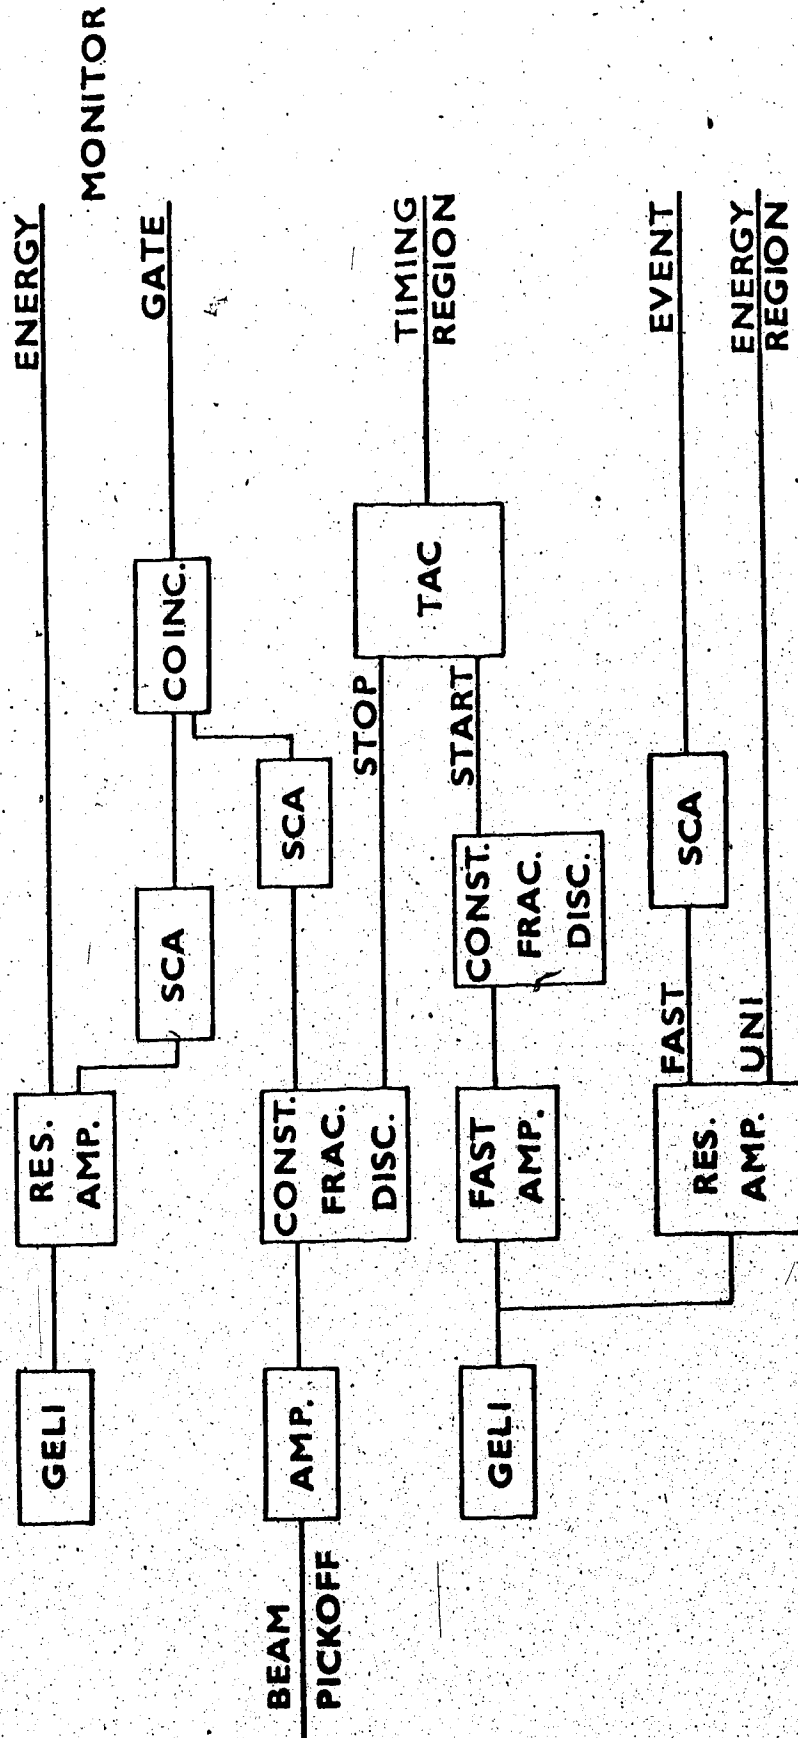 ENERGY
MONITOR
GATE
COINC.
SCA
RES.
AMP.
GELI
SCA
STOP
TIMING
REGION
TAC
START
CONST.
FRAC.
DISC.
AMP.
BEAM
PICKOFF
CONST.
FRAC.
DISC.
FAST
AMP.
GELI
EVENT
SCA
FAST
UNI
RES.
AMP.
ENERGY
REGION